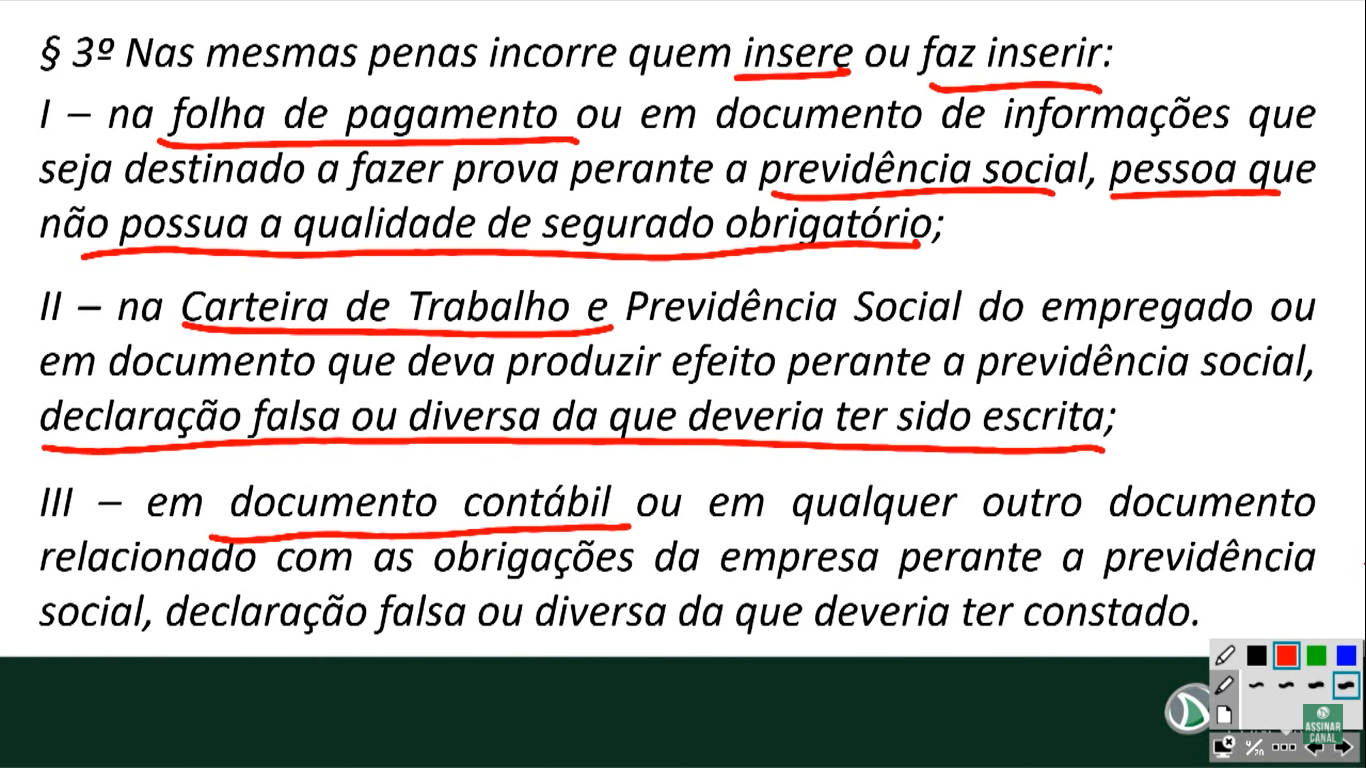 § 3º Nas mesmas penas incorre quem insere ou faz inserir:
I – na folha de pagamento ou em documento de informações que
seja destinado a fazer prova perante a previdência social, pessoa que
não possua a qualidade de segurado obrigatório;
II – na Carteira de Trabalho e Previdência Social do empregado ou
em documento que deva produzir efeito perante a previdência social,
declaração falsa ou diversa da que deveria ter sido escrita;
III – em documento contábil ou em qualquer outro documento
relacionado com as obrigações da empresa perante a previdência
social, declaração falsa ou diversa da que deveria ter constado.
ASSINAR
CANAL